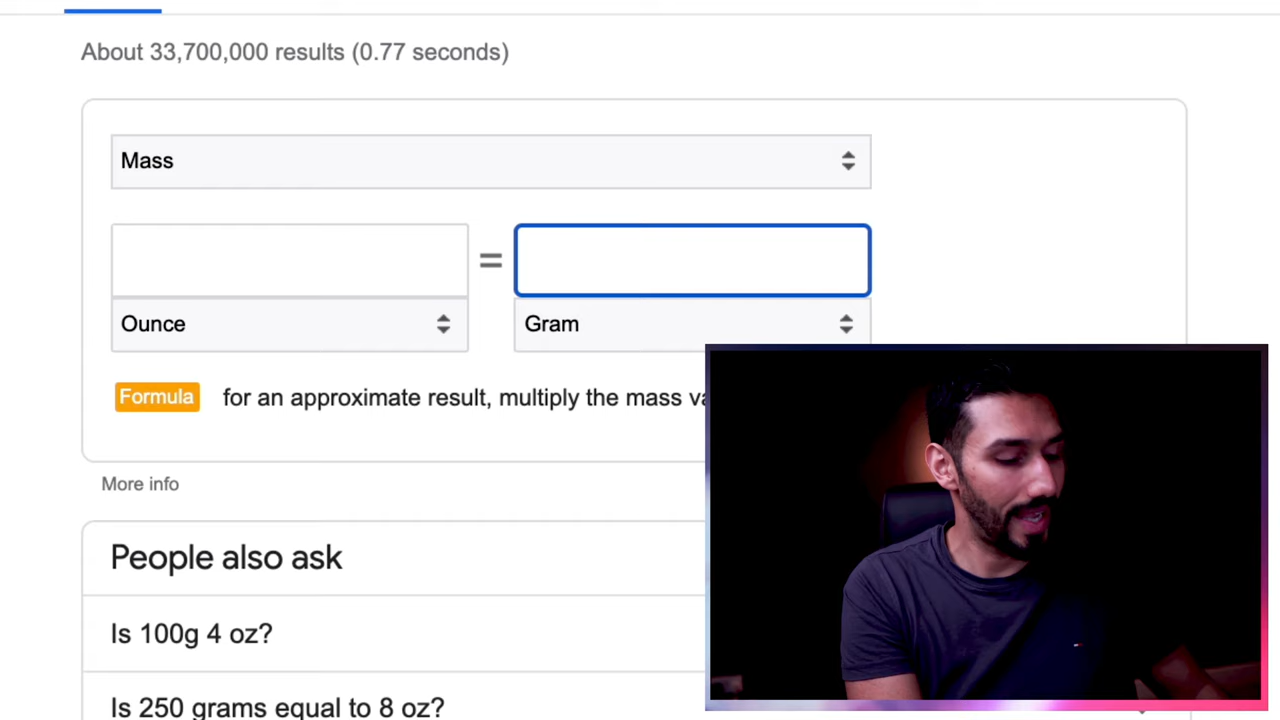 About 33,700,000 results (0.77 seconds)
Mass
=
Ounce
Gram
Formula for an approximate result, multiply the mass
More info
People also ask
Is 100g 4 oz?
Is 250 grams equal to 8 oz?